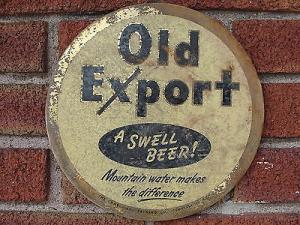 Old
Export
A SWELL
BEER!
Mountain water makes
the difference